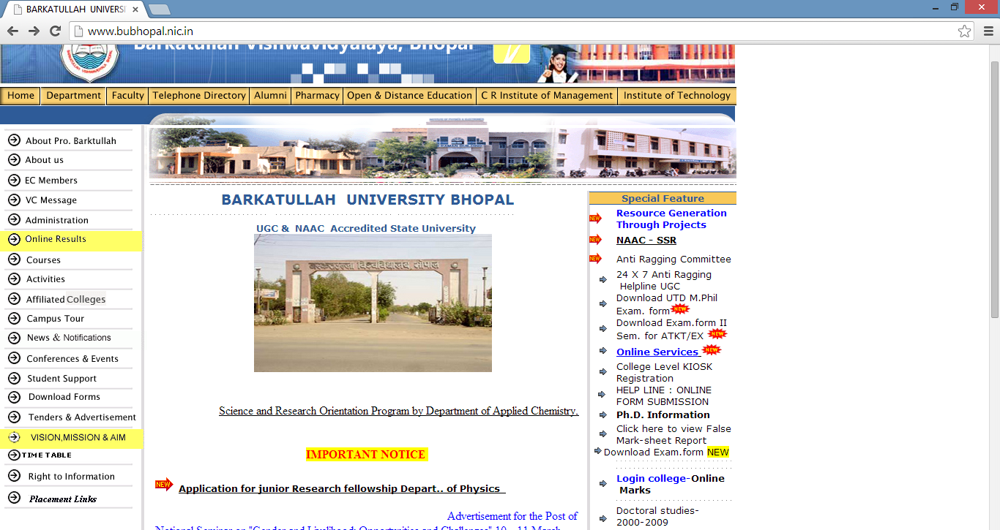 BARKATULLAH UNIVERSI
www.bubhopal.nic.in
Barkatullah Vishwavidyalaya, Bhopal
Home Department Faculty Telephone Directory Alumni Pharmacy Open & Distance Education C R Institute of Management Institute of Technology
About Pro. Barktullah
About us
EC Members
VC Message
Administration
Online Results
Courses
Activities
Affiliated Colleges
Campus Tour
News & Notifications
Conferences & Events
Student Support
Download Forms
Tenders & Advertisement
VISION,MISSION & AIM
TIME TABLE
Right to Information
Placement Links
BARKATULLAH UNIVERSITY BHOPAL
UGC & NAAC Accredited State University
बरकतउल्ला विश्वविद्यालय, भोपाल
Science and Research Orientation Program by Department of Applied Chemistry.
IMPORTANT NOTICE
NEW Application for junior Research fellowship Depart.. of Physics
Advertisement for the Post of
National Seminar on "Gender and Livelihood: Opportunities and Challenges" 10 - 11 March
Special Feature
NEW Resource Generation
Through Projects
NEW NAAC - SSR
NEW Anti Ragging Committee
24 X 7 Anti Ragging
Helpline UGC
Download UTD M.Phil
Exam. form NEW
Download Exam.form II
Sem. for ATKT/EX NEW
Online Services NEW
College Level KIOSK
Registration
HELP LINE : ONLINE
FORM SUBMISSION
Ph.D. Information
Click here to view False
Mark-sheet Report
Download Exam.form NEW
Login college-Online
Marks
Doctoral studies-
2000-2009